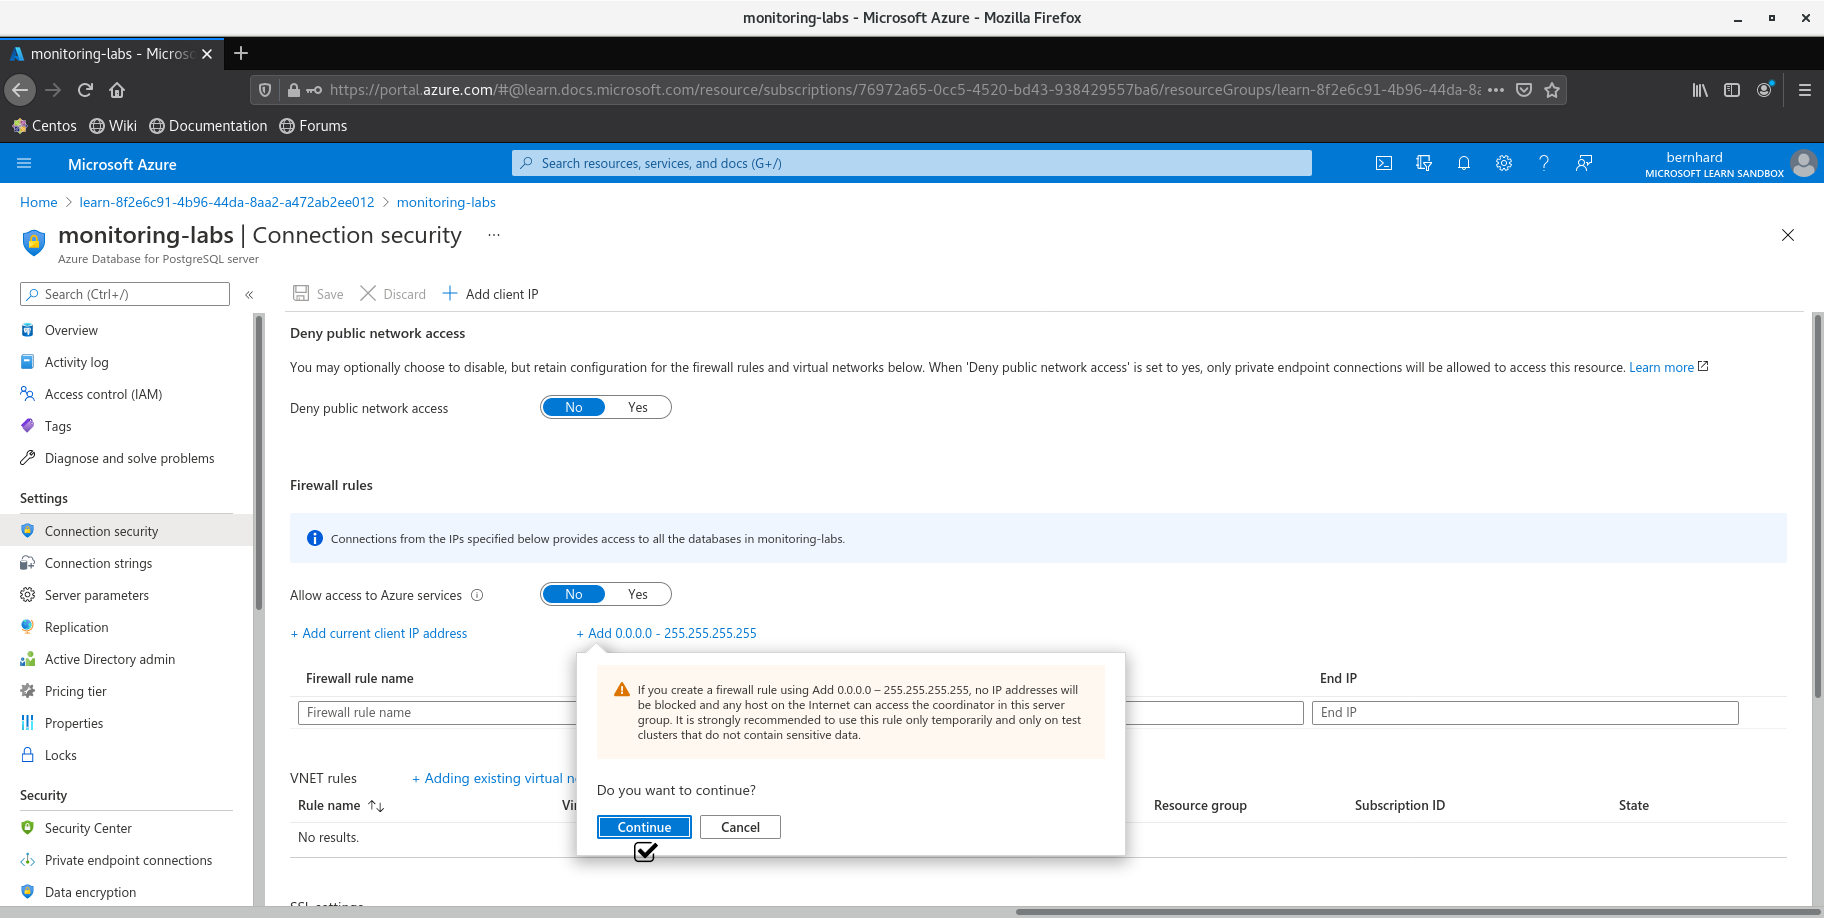 monitoring-labs - Microsoft Azure - Mozilla Firefox
monitoring-labs - Micros
https://portal.azure.com/#@learn.docs.microsoft.com/resource/subscriptions/76972a65-0cc5-4520-bd43-938429557ba6/resourceGroups/learn-8f2e6c91-4b96-44da-8a
Centos Wiki Documentation Forums
Microsoft Azure
Search resources, services, and docs (G+/)
bernhard
MICROSOFT LEARN SANDBOX
Home > learn-8f2e6c91-4b96-44da-8aa2-a472ab2ee012 > monitoring-labs
monitoring-labs | Connection security ...
Azure Database for PostgreSQL server
Search (Ctrl+/)
«
Overview
Activity log
Access control (IAM)
Tags
Diagnose and solve problems
Settings
Connection security
Connection strings
Server parameters
Replication
Active Directory admin
Pricing tier
Properties
Locks
Security
Security Center
Private endpoint connections
Data encryption
Save Discard + Add client IP
Deny public network access
You may optionally choose to disable, but retain configuration for the firewall rules and virtual networks below. When 'Deny public network access' is set to yes, only private endpoint connections will be allowed to access this resource. Learn more
Deny public network access No Yes
Firewall rules
Connections from the IPs specified below provides access to all the databases in monitoring-labs.
Allow access to Azure services No Yes
+ Add current client IP address + Add 0.0.0.0 - 255.255.255.255
Firewall rule name End IP
Firewall rule name End IP
If you create a firewall rule using Add 0.0.0.0 – 255.255.255.255, no IP addresses will
be blocked and any host on the Internet can access the coordinator in this server
group. It is strongly recommended to use this rule only temporarily and only on test
clusters that do not contain sensitive data.
Do you want to continue?
Continue Cancel
VNET rules + Adding existing virtual
Rule name Resource group Subscription ID State
No results.
SSL settings